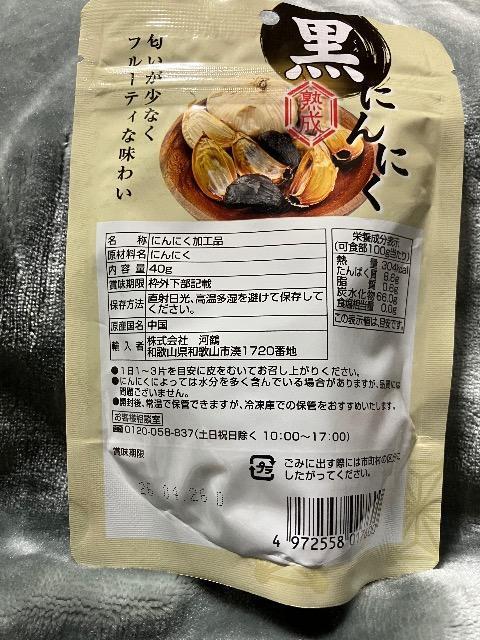 黒
にんにく
熟成
匂いが少なく
フルーティな味わい
名称 にんにく加工品
原材料名 にんにく
内容量 40g
賞味期限 枠外下部記載
保存方法 直射日光、高温多湿を避けて保存して
ください。
原産国名 中国
輸入者 株式会社 河鶴
和歌山県和歌山市湊1720番地
栄養成分表示
(可食部100g当たり)
熱量 304kcal
たんぱく質 8.8g
脂質 0.6g
炭水化物 66.0g
食塩相当量 0.0g
この表示値は、目安です。
●1日1〜3片を目安に皮をむいてお召し上がりください。
●にんにくによっては水分を多く含んでいる場合がありますが、品質には
問題ございません。
●開封後、常温で保管できますが、冷凍庫での保管をおすすめいたします。
お客様相談室
0120-058-837(土日祝日除く 10:00〜17:00)
賞味期限
26.04.26 D
プラ
ごみに出す際には市町村の区分に
したがってください。
4 972558